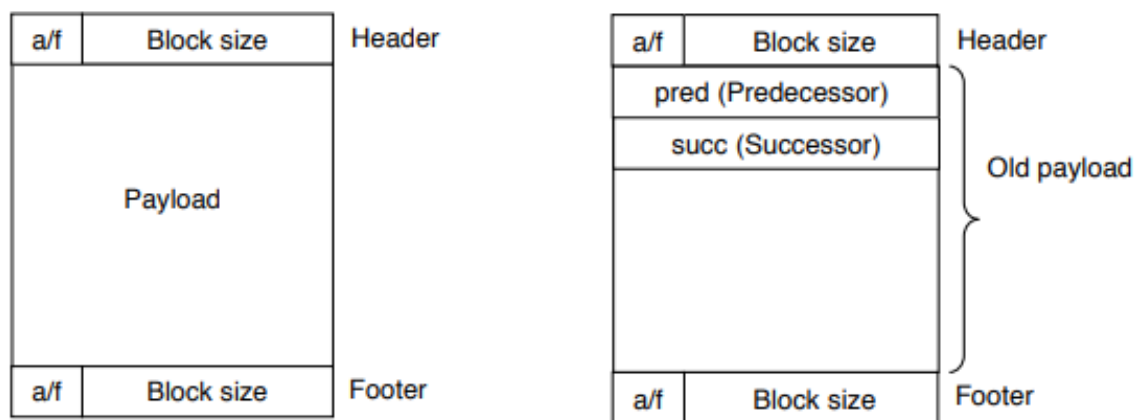 a/f Block size Header
Payload
a/f Block size Footer
a/f Block size Header
pred (Predecessor)
succ (Successor)
Old payload
a/f Block size Footer